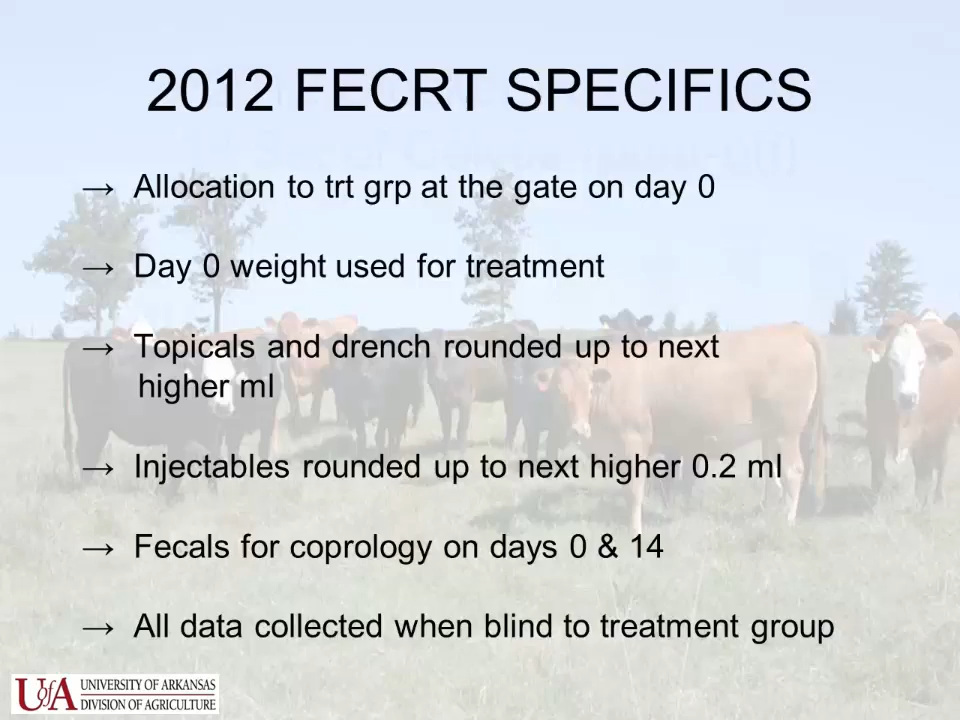 2012 FECRT SPECIFICS
→ Allocation to trt grp at the gate on day 0
→ Day 0 weight used for treatment
→ Topicals and drench rounded up to next
higher ml
→ Injectables rounded up to next higher 0.2 ml
→ Fecals for coprology on days 0 & 14
→ All data collected when blind to treatment group
UofA UNIVERSITY OF ARKANSAS
DIVISION OF AGRICULTURE